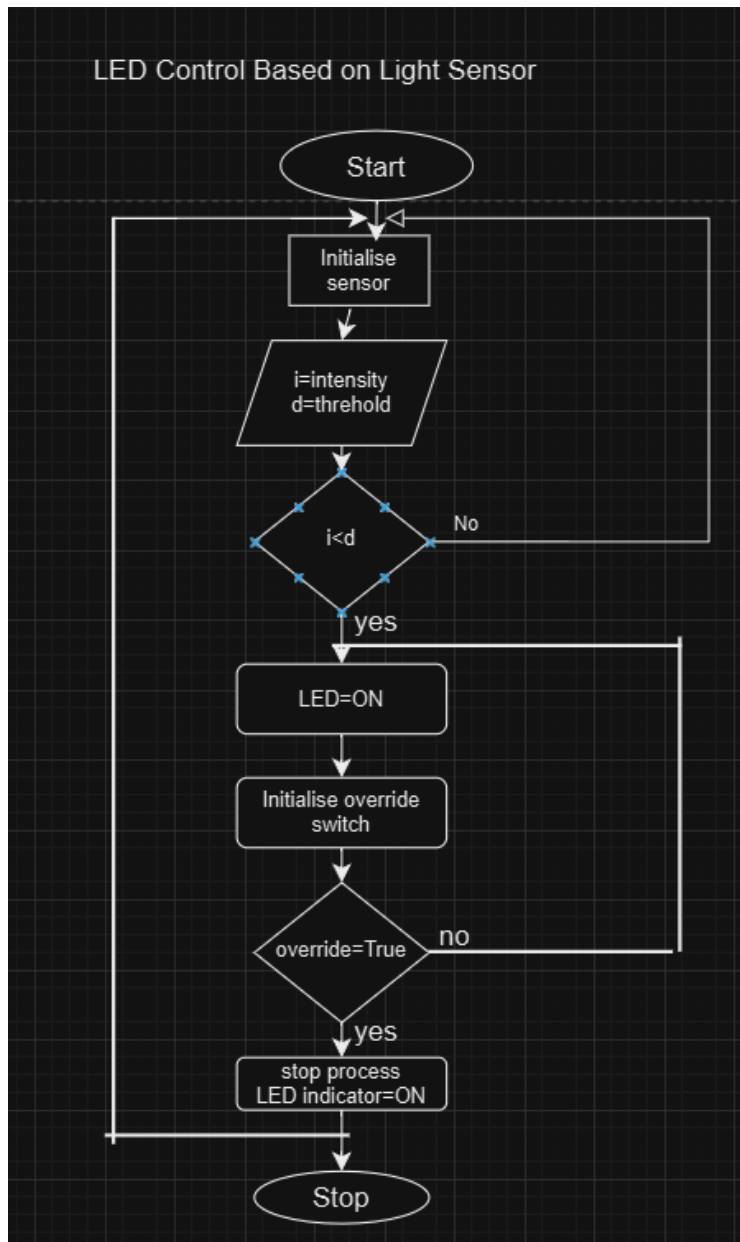 LED Control Based on Light Sensor
Start
Initialise
sensor
i=intensity
d=threhold
i<d
No
yes
LED=ON
Initialise override
switch
override=True
no
yes
stop process
LED indicator=ON
Stop